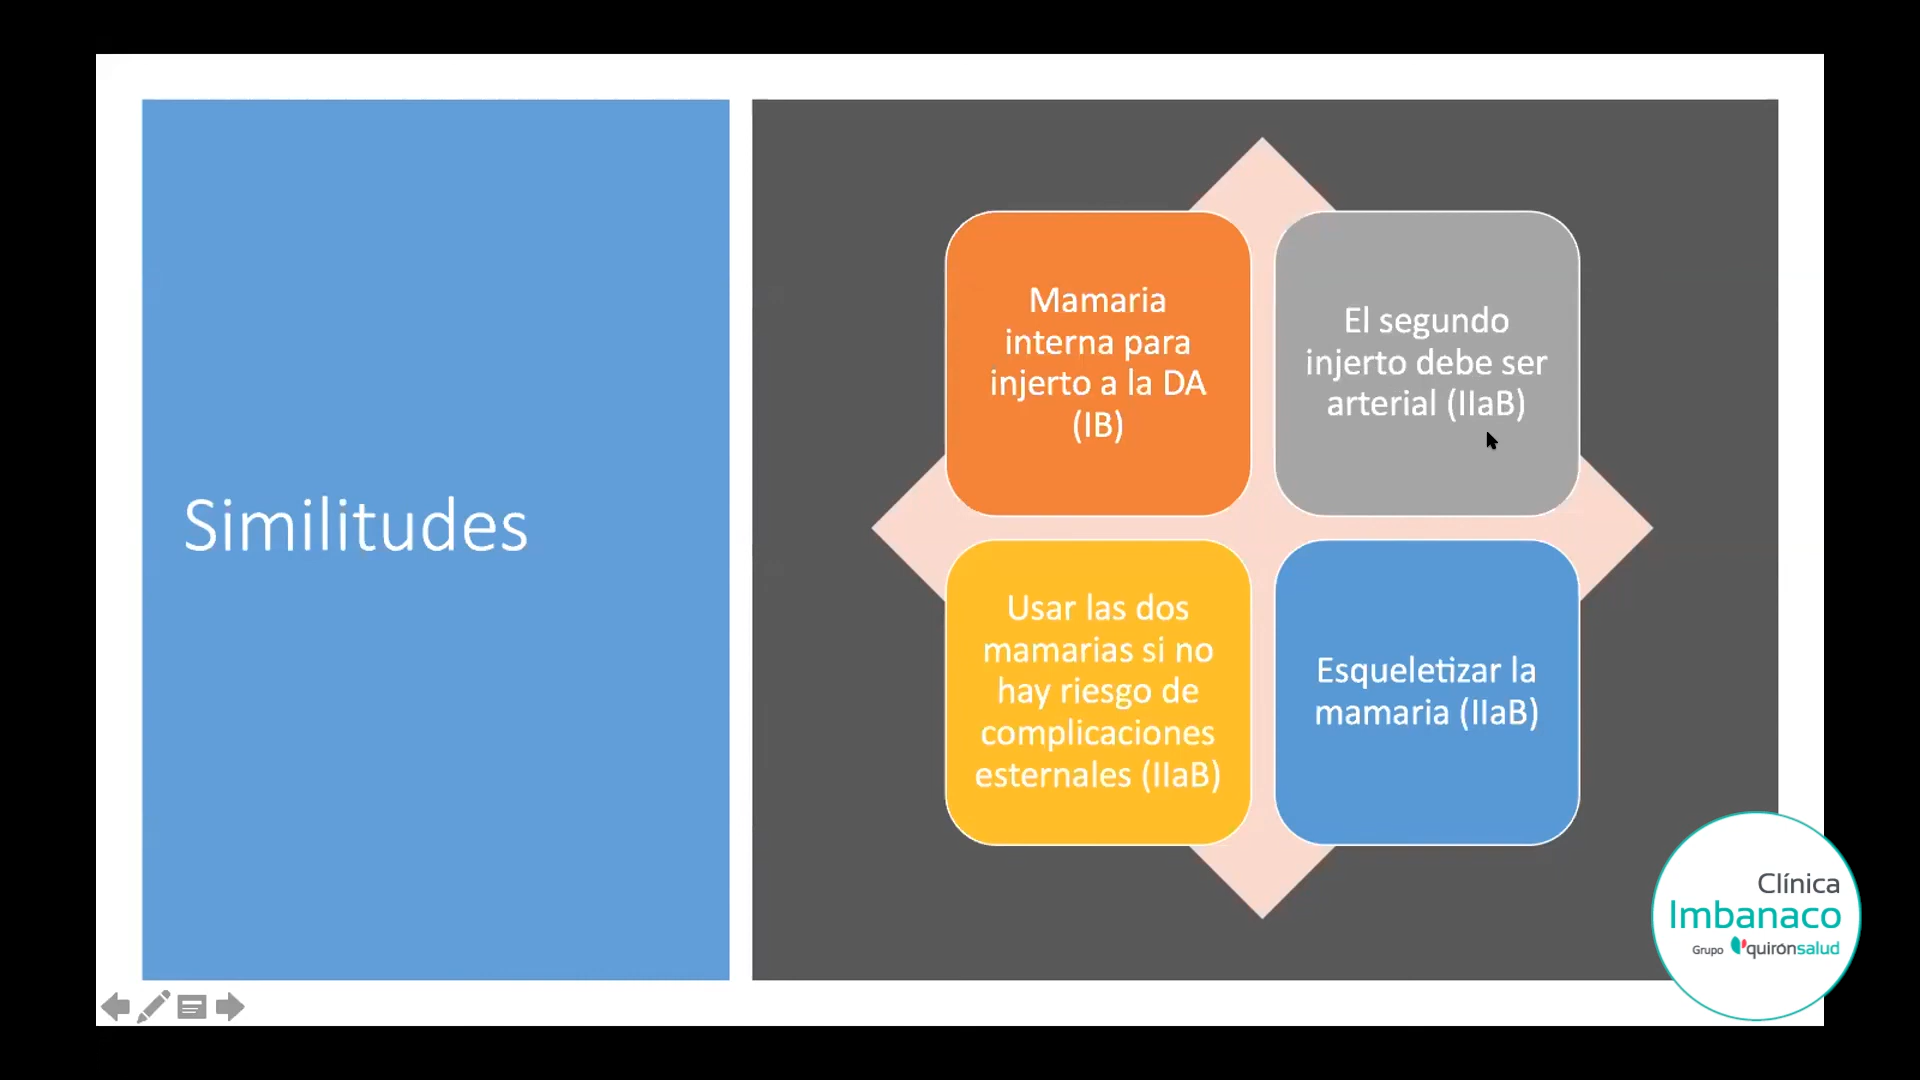 Similitudes
Mamaria
interna para
injerto a la DA
(IB)
El segundo
injerto debe ser
arterial (IIaB)
Usar las dos
mamarias si no
hay riesgo de
complicaciones
esternales (IIaB)
Esqueletizar la
mamaria (IIaB)
Clínica
Imbanaco
Grupo quirónsalud